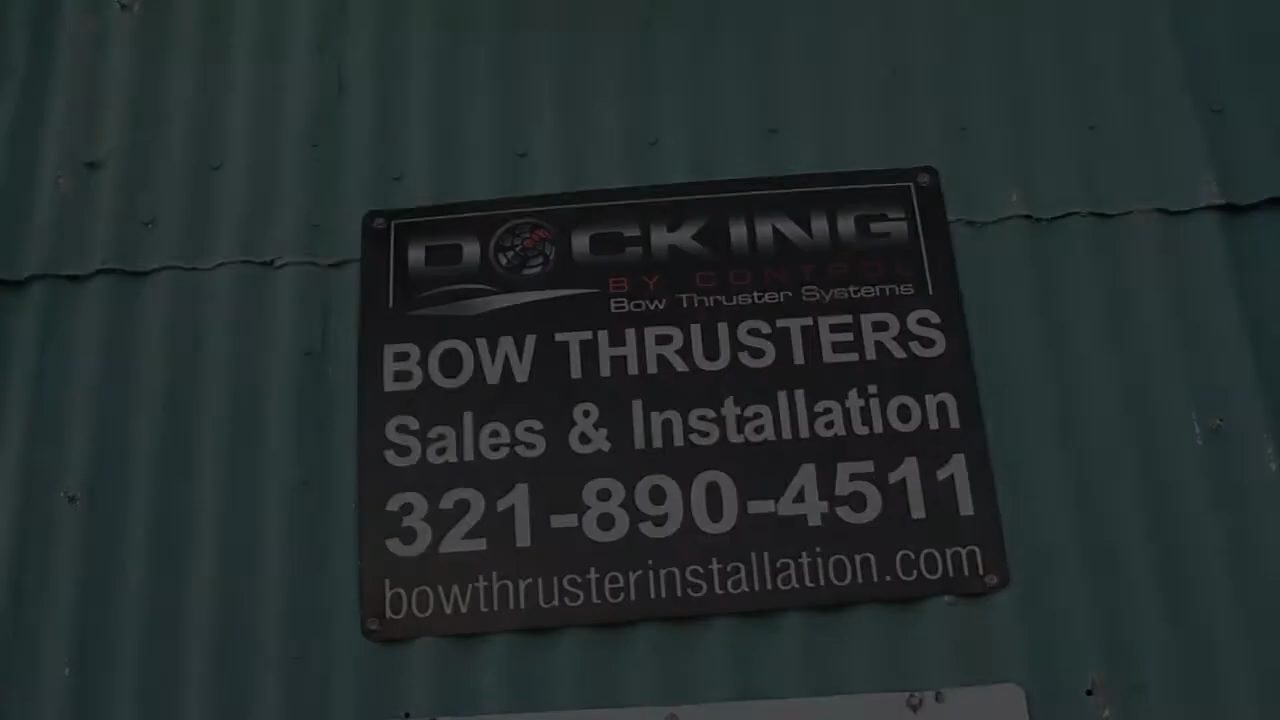 DOCKING
BY CONTROL
Bow Thruster Systems
BOW THRUSTERS
Sales & Installation
321-890-4511
bowthrusterinstallation.com